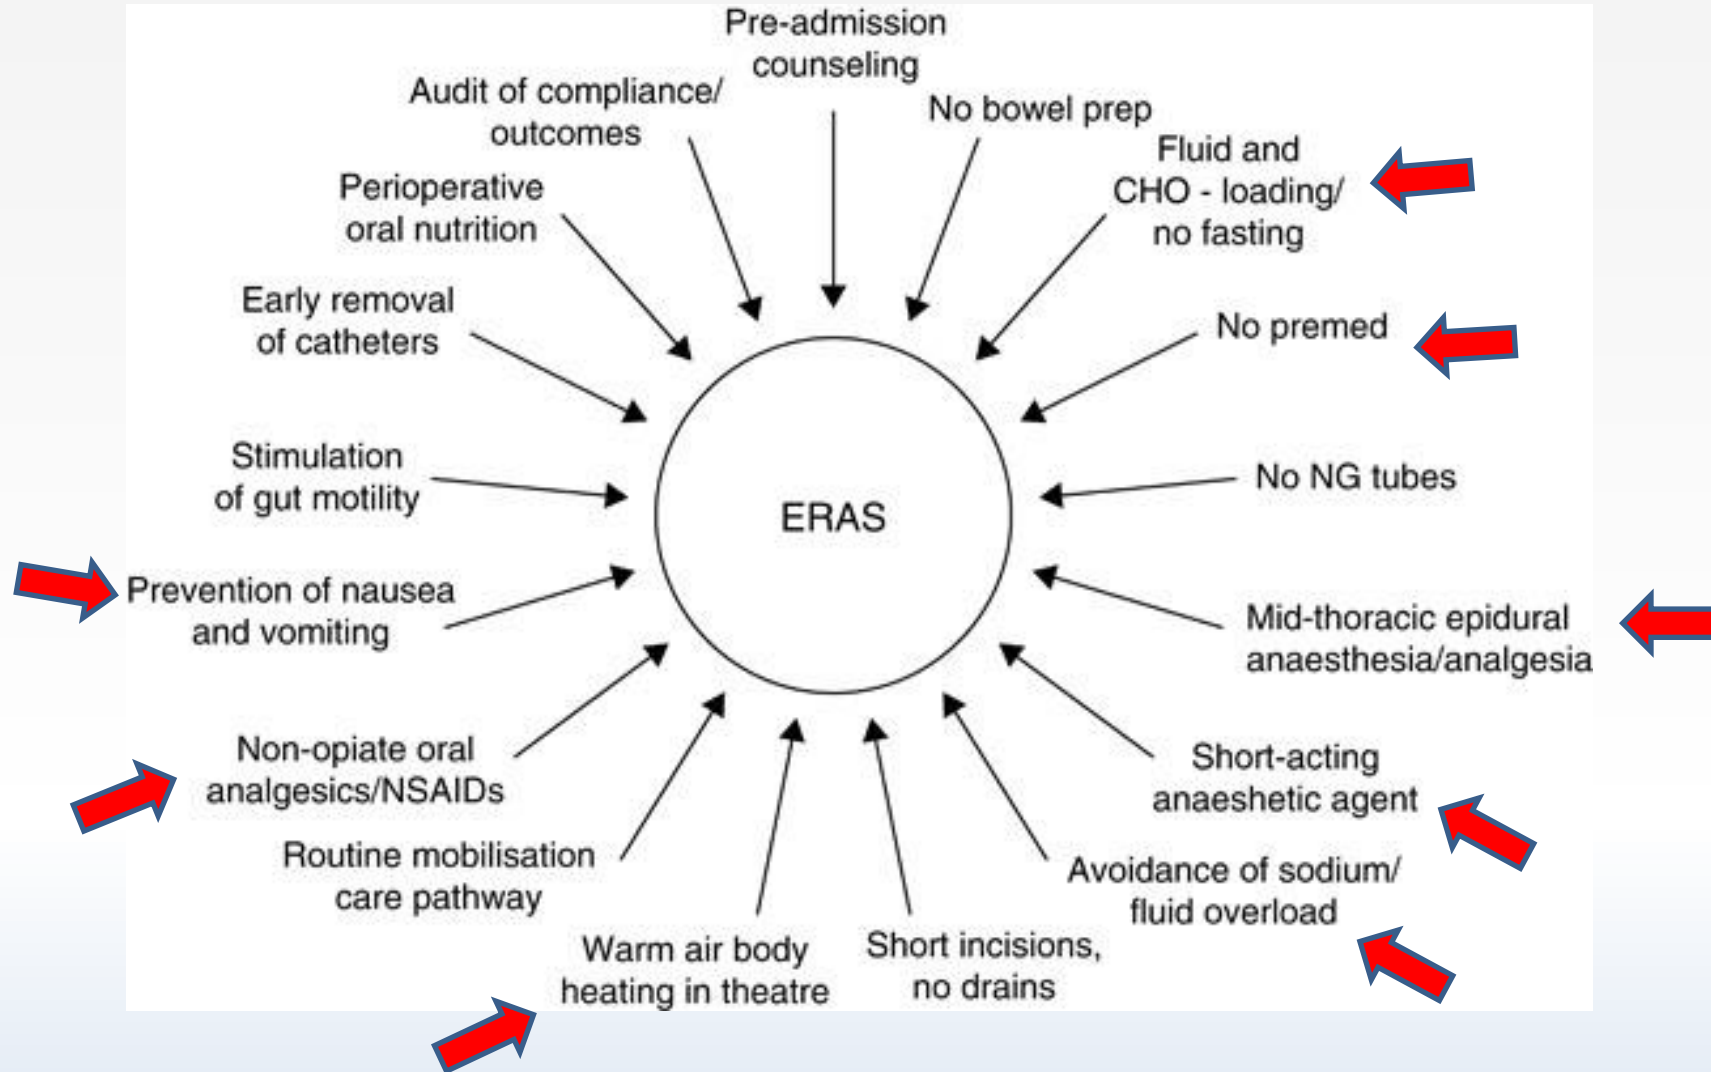 Pre-admission
counseling
No bowel prep
Fluid and
CHO - loading/
no fasting
No premed
No NG tubes
Mid-thoracic epidural
anaesthesia/analgesia
Short-acting
anaeshetic agent
Avoidance of sodium/
fluid overload
Short incisions,
no drains
Warm air body
heating in theatre
Routine mobilisation
care pathway
Non-opiate oral
analgesics/NSAIDs
Prevention of nausea
and vomiting
Stimulation
of gut motility
Early removal
of catheters
Perioperative
oral nutrition
Audit of compliance/
outcomes
ERAS